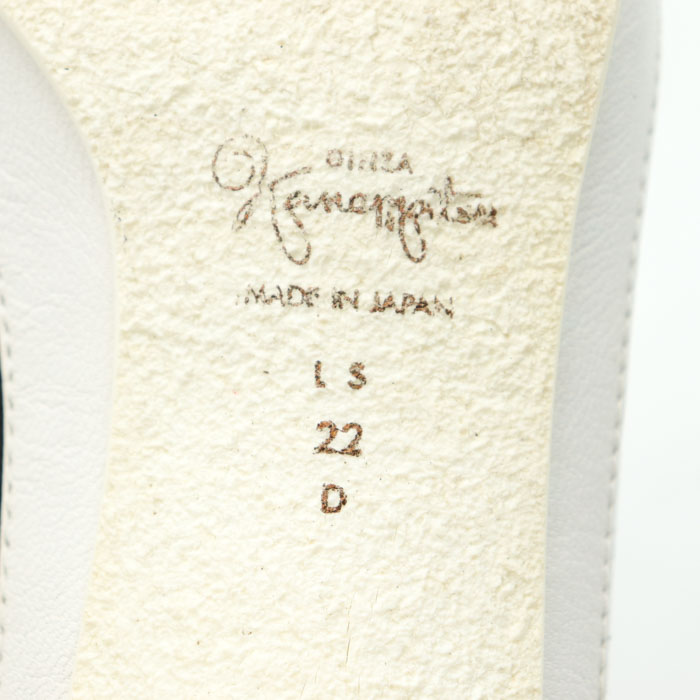 GINZA
Kanematsu
MADE IN JAPAN
L S
22
D